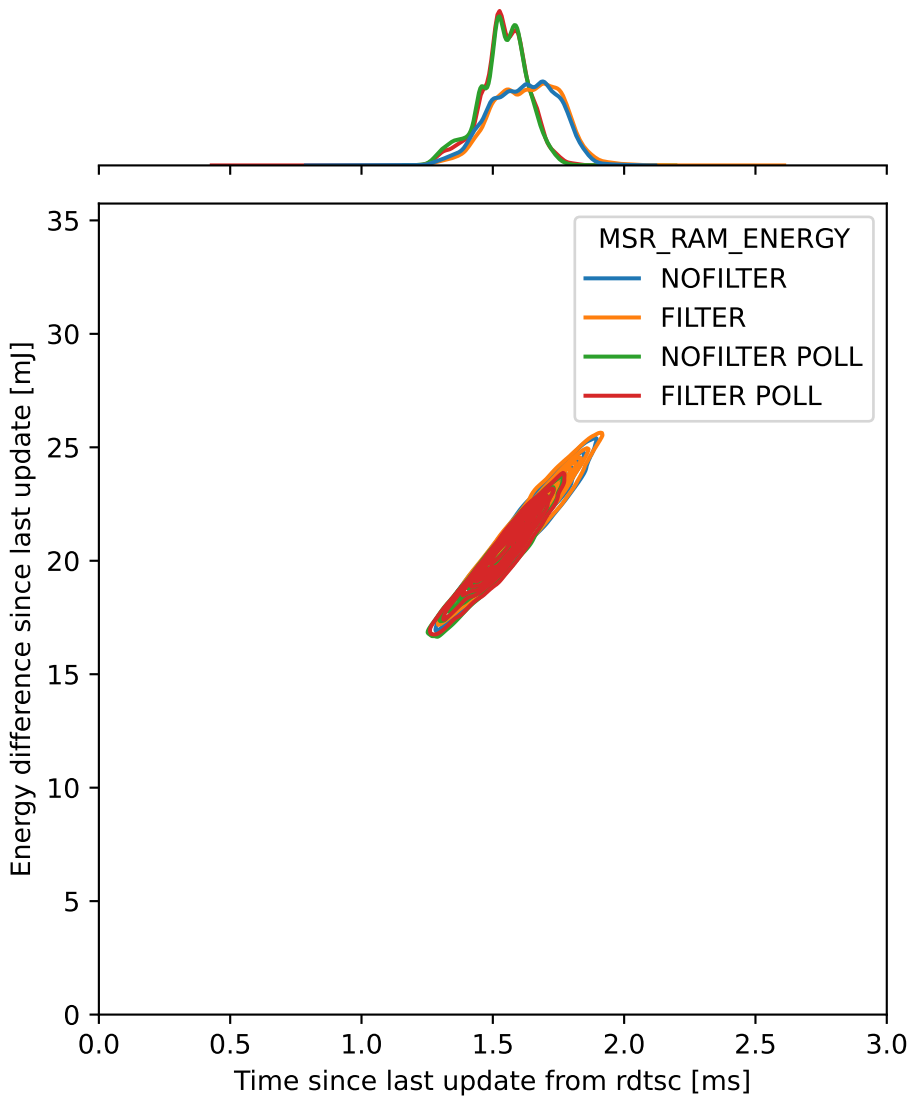 MSR_RAM_ENERGY
NOFILTER
FILTER
NOFILTER POLL
FILTER POLL
Energy difference since last update [mJ]
35
30
25
20
15
10
5
0
0.0 0.5 1.0 1.5 2.0 2.5 3.0
Time since last update from rdtsc [ms]